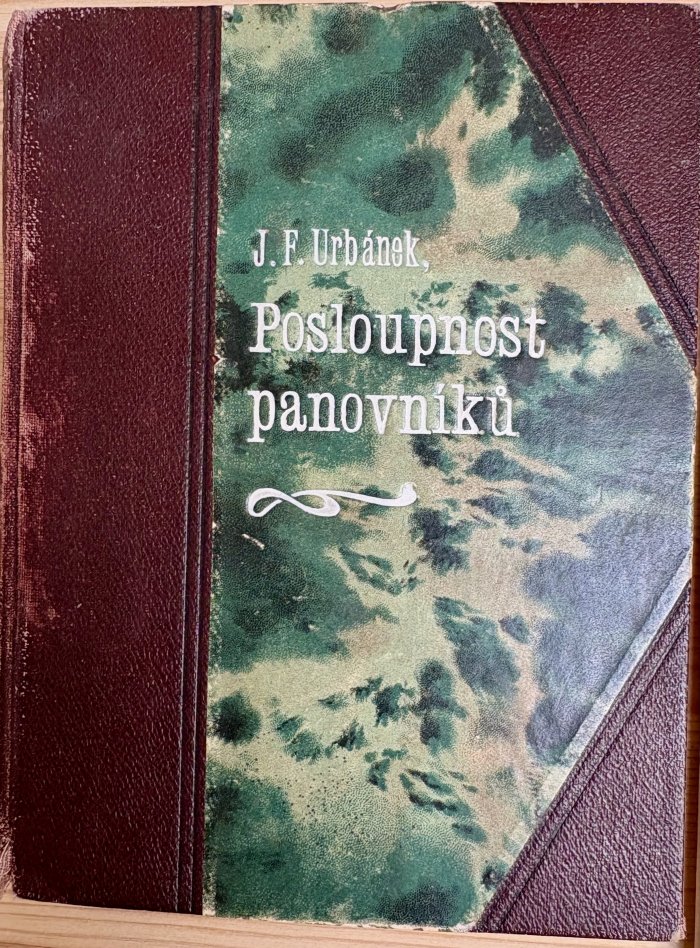 J. F. Urbánek,
Posloupnost
panovníků